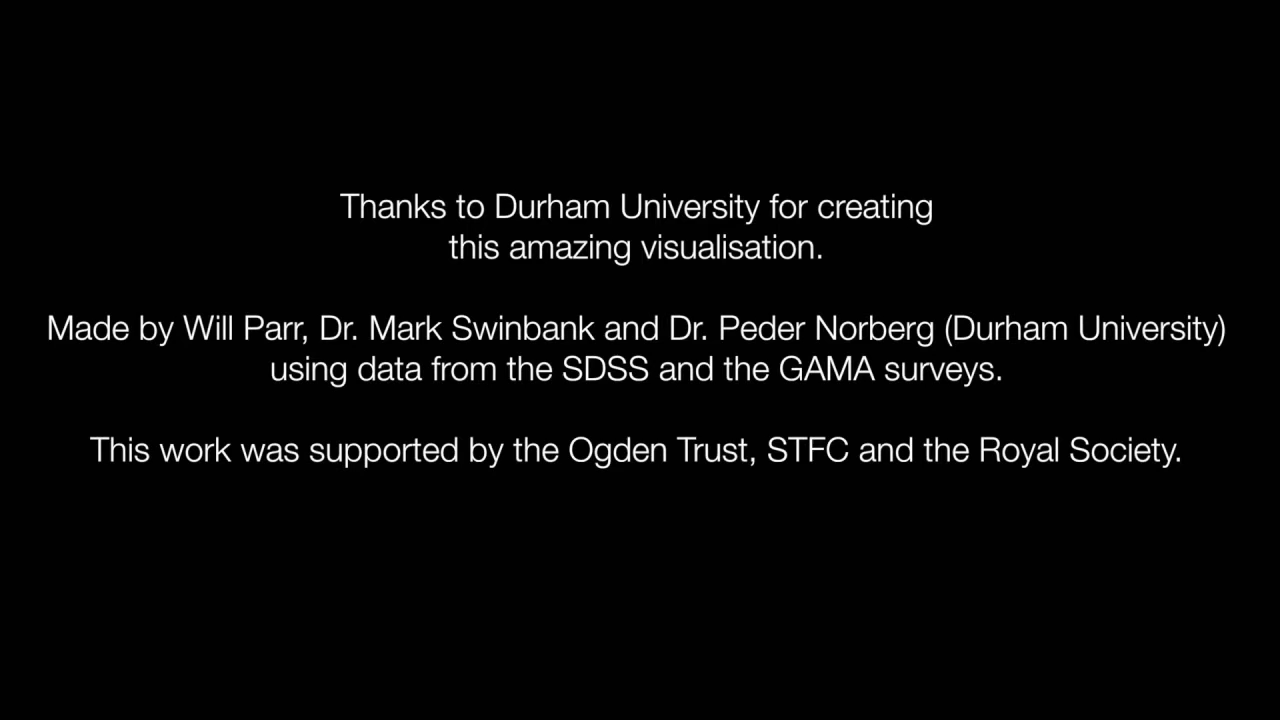 Thanks to Durham University for creating
this amazing visualisation.
Made by Will Parr, Dr. Mark Swinbank and Dr. Peder Norberg (Durham University)
using data from the SDSS and the GAMA surveys.
This work was supported by the Ogden Trust, STFC and the Royal Society.